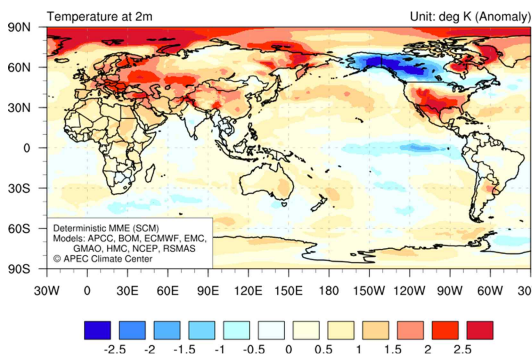 Temperature at 2m Unit: deg K (Anomaly)
90N
60N
30N
0
30S
60S
90S
Deterministic MME (SCM)
Models: APCC, BOM, ECMWF, EMC,
GMAO, HMC, NCEP, RSMAS
© APEC Climate Center
30W 0 30E 60E 90E 120E 150E 180 150W 120W 90W 60W 30W
-2.5 -2 -1.5 -1 -0.5 0 0.5 1 1.5 2 2.5